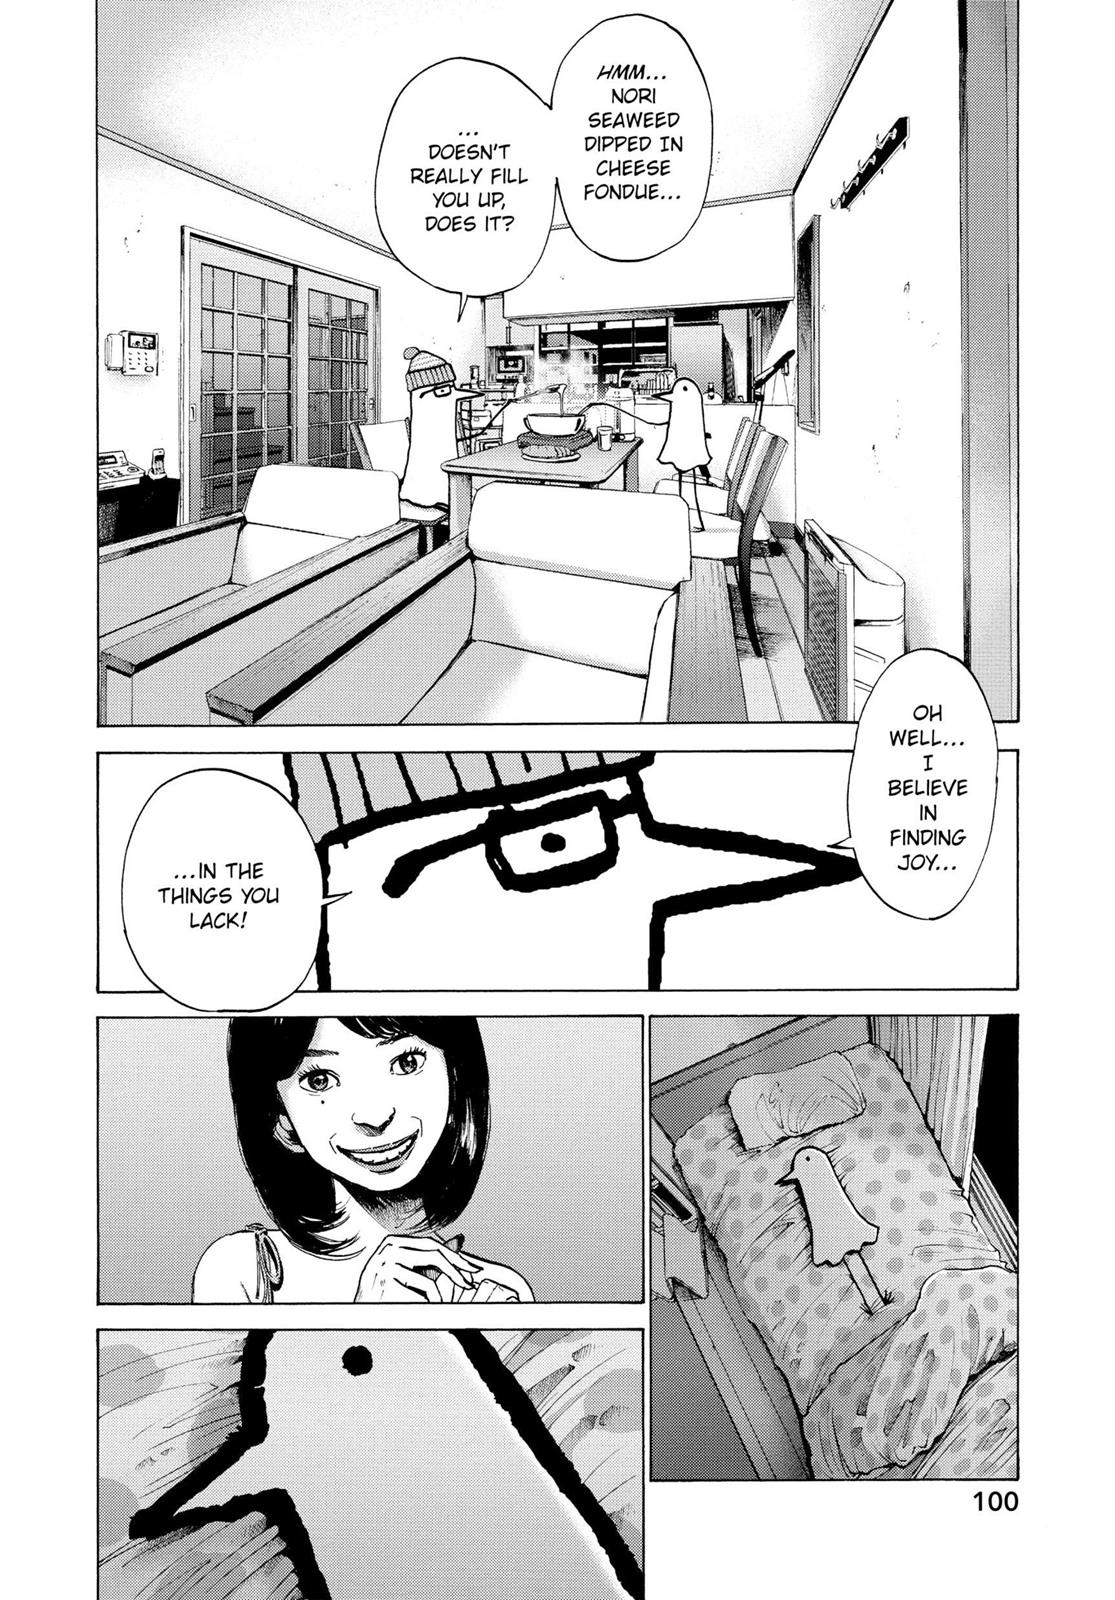 HMM...
NORI
SEAWEED
DIPPED IN
CHEESE
FONDUE...
...
DOESN'T
REALLY FILL
YOU UP,
DOES IT?
OH
WELL...
I
BELIEVE
IN
FINDING
JOY...
...IN THE
THINGS YOU
LACK!
100